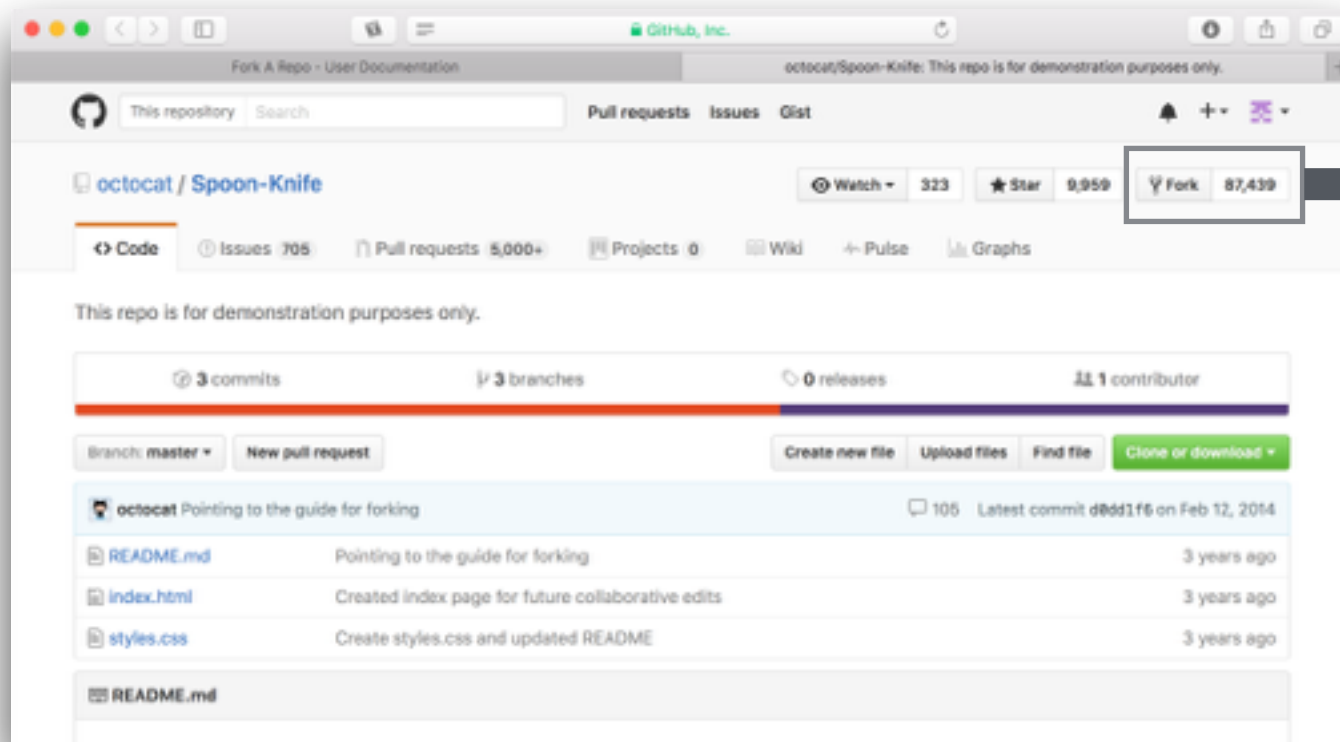 GitHub, Inc.
Fork A Repo - User Documentation octocat/Spoon-Knife: This repo is for demonstration purposes only.
This repository Search Pull requests Issues Gist
octocat / Spoon-Knife Watch 323 Star 9,959 Fork 87,439
Code Issues 705 Pull requests 5,000+ Projects 0 Wiki Pulse Graphs
This repo is for demonstration purposes only.
3 commits 3 branches 0 releases 1 contributor
Branch: master New pull request Create new file Upload files Find file Clone or download
octocat Pointing to the guide for forking 105 Latest commit d0dd1f6 on Feb 12, 2014
README.md Pointing to the guide for forking 3 years ago
index.html Created index page for future collaborative edits 3 years ago
styles.css Create styles.css and updated README 3 years ago
README.md